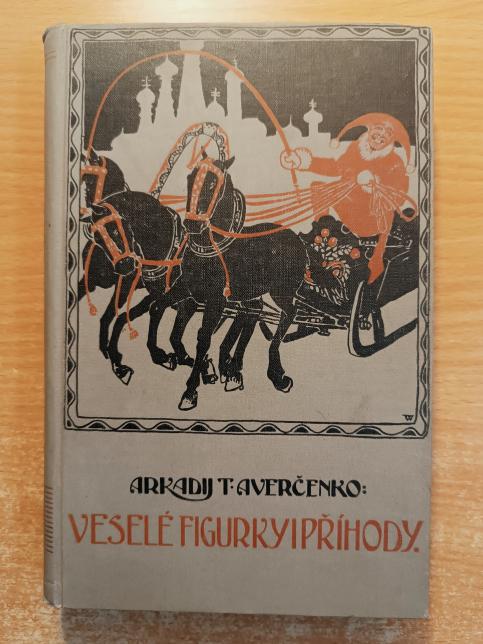 ARKADIJ T. AVERČENKO:
VESELÉ FIGURKY I PŘÍHODY.